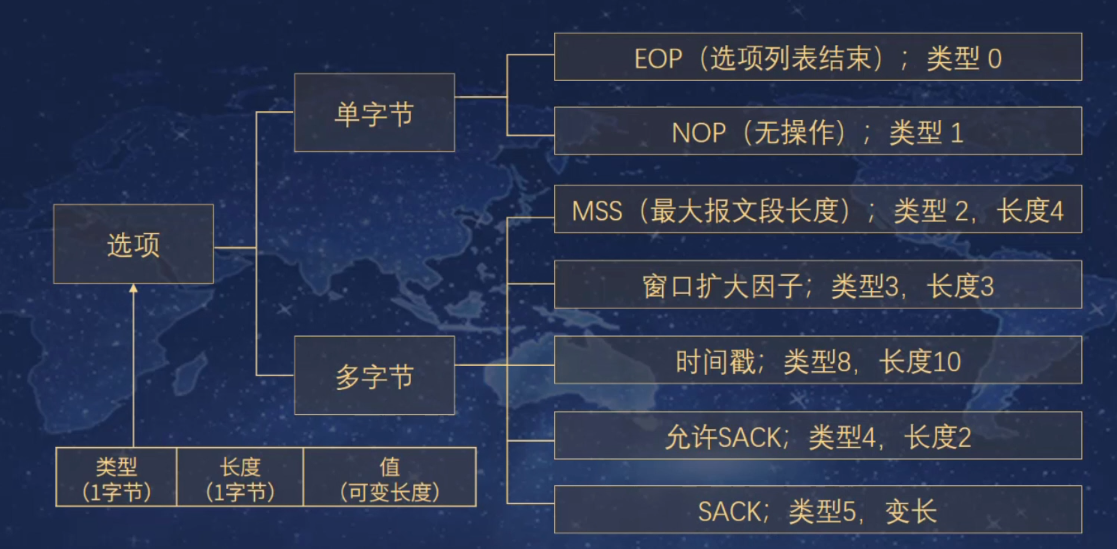 EOP（选项列表结束）；类型 0
单字节
NOP（无操作）；类型 1
MSS（最大报文段长度）；类型 2，长度4
选项
窗口扩大因子；类型3，长度3
多字节
时间戳；类型8，长度10
允许SACK；类型4，长度2
SACK；类型5，变长
类型
（1字节）
长度
（1字节）
值
（可变长度）